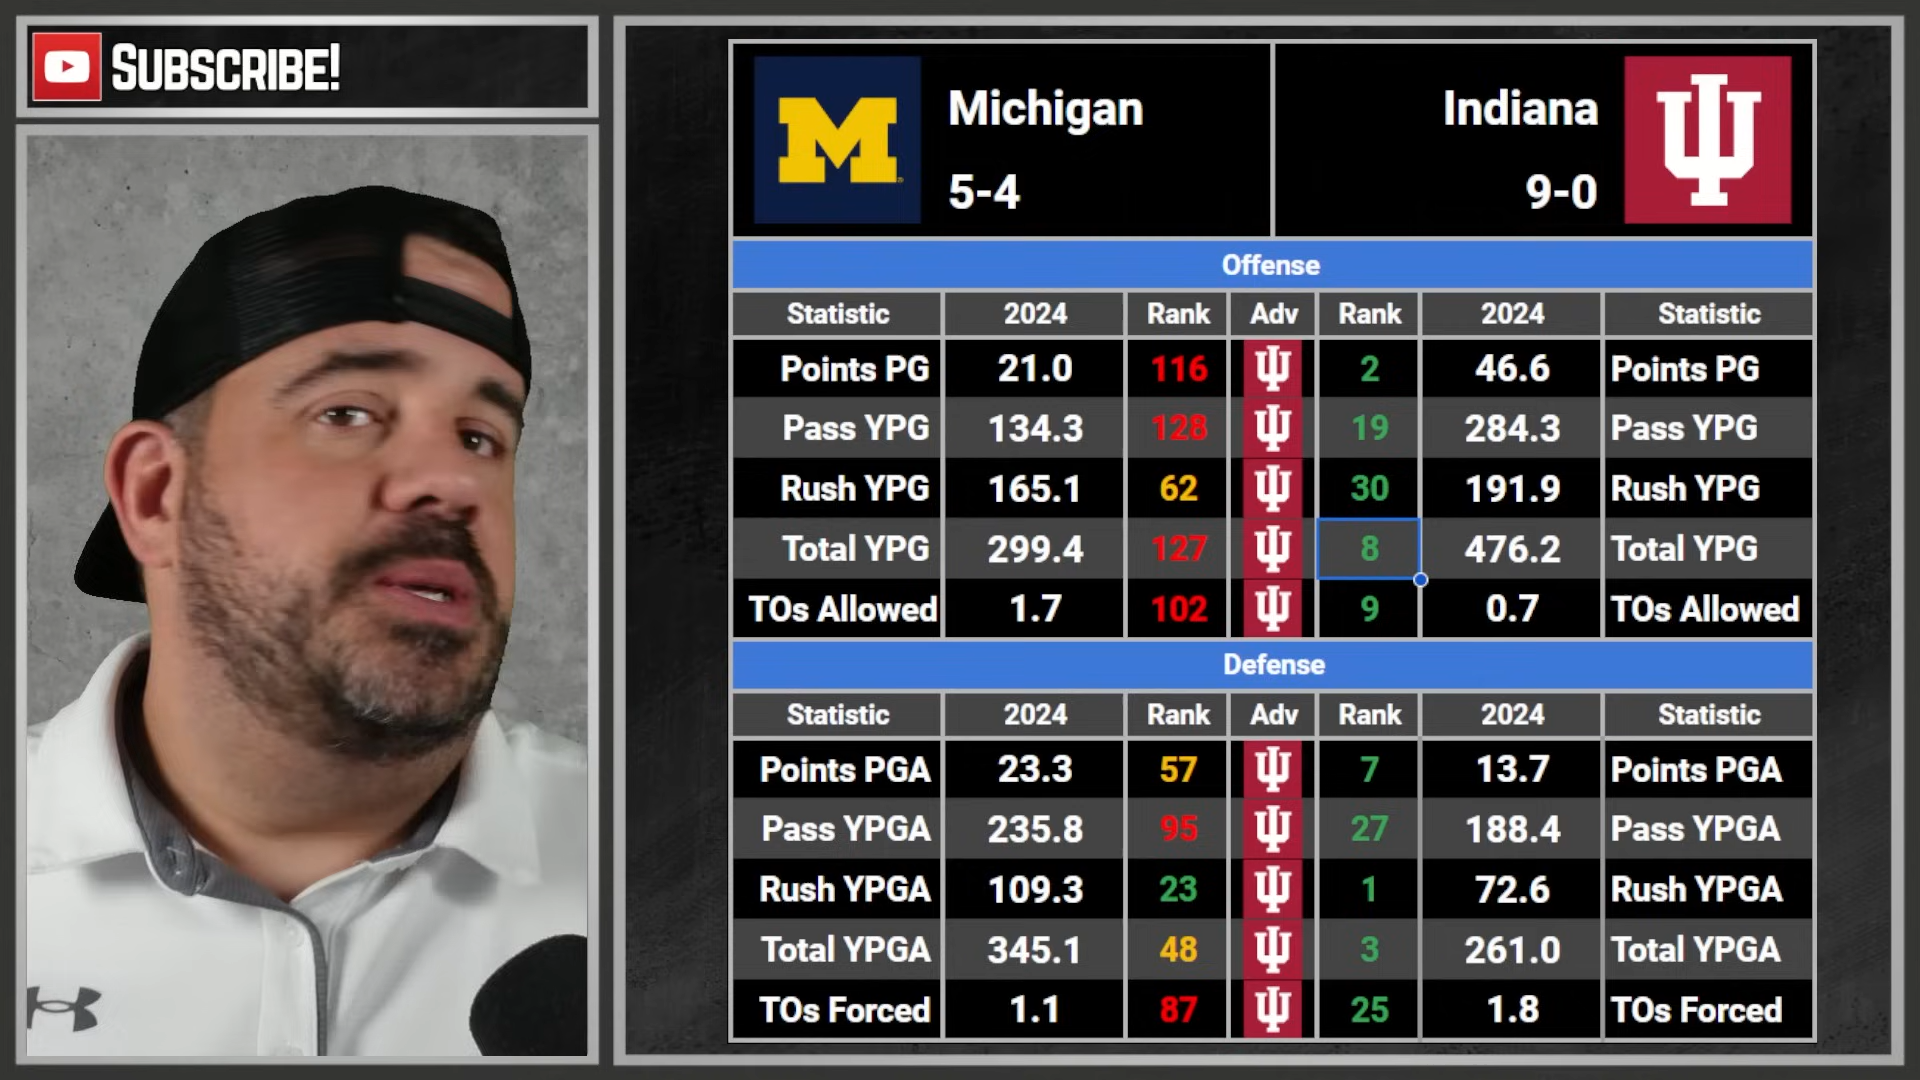 SUBSCRIBE!
Michigan Indiana
5-4 9-0
Offense
Statistic 2024 Rank Adv Rank 2024 Statistic
Points PG 21.0 116 2 46.6 Points PG
Pass YPG 134.3 128 19 284.3 Pass YPG
Rush YPG 165.1 62 30 191.9 Rush YPG
Total YPG 299.4 127 8 476.2 Total YPG
TOs Allowed 1.7 102 9 0.7 TOs Allowed
Defense
Statistic 2024 Rank Adv Rank 2024 Statistic
Points PGA 23.3 57 7 13.7 Points PGA
Pass YPGA 235.8 95 27 188.4 Pass YPGA
Rush YPGA 109.3 23 1 72.6 Rush YPGA
Total YPGA 345.1 48 3 261.0 Total YPGA
TOs Forced 1.1 87 25 1.8 TOs Forced